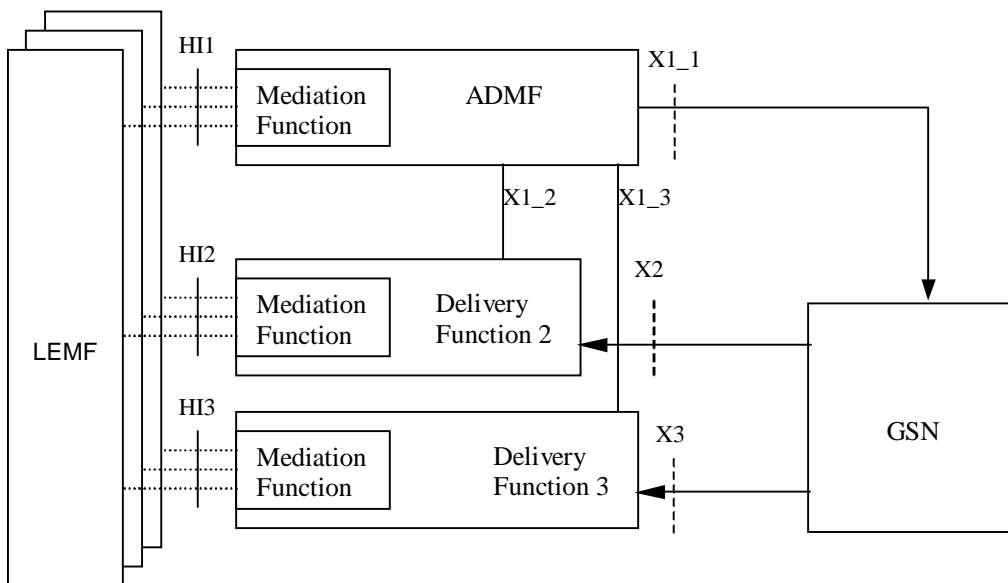 HI1
Mediation
Function
ADMF
X1_1
X1_2
X1_3
HI2
Mediation
Function
Delivery
Function 2
X2
LEMF
HI3
Mediation
Function
Delivery
Function 3
X3
GSN